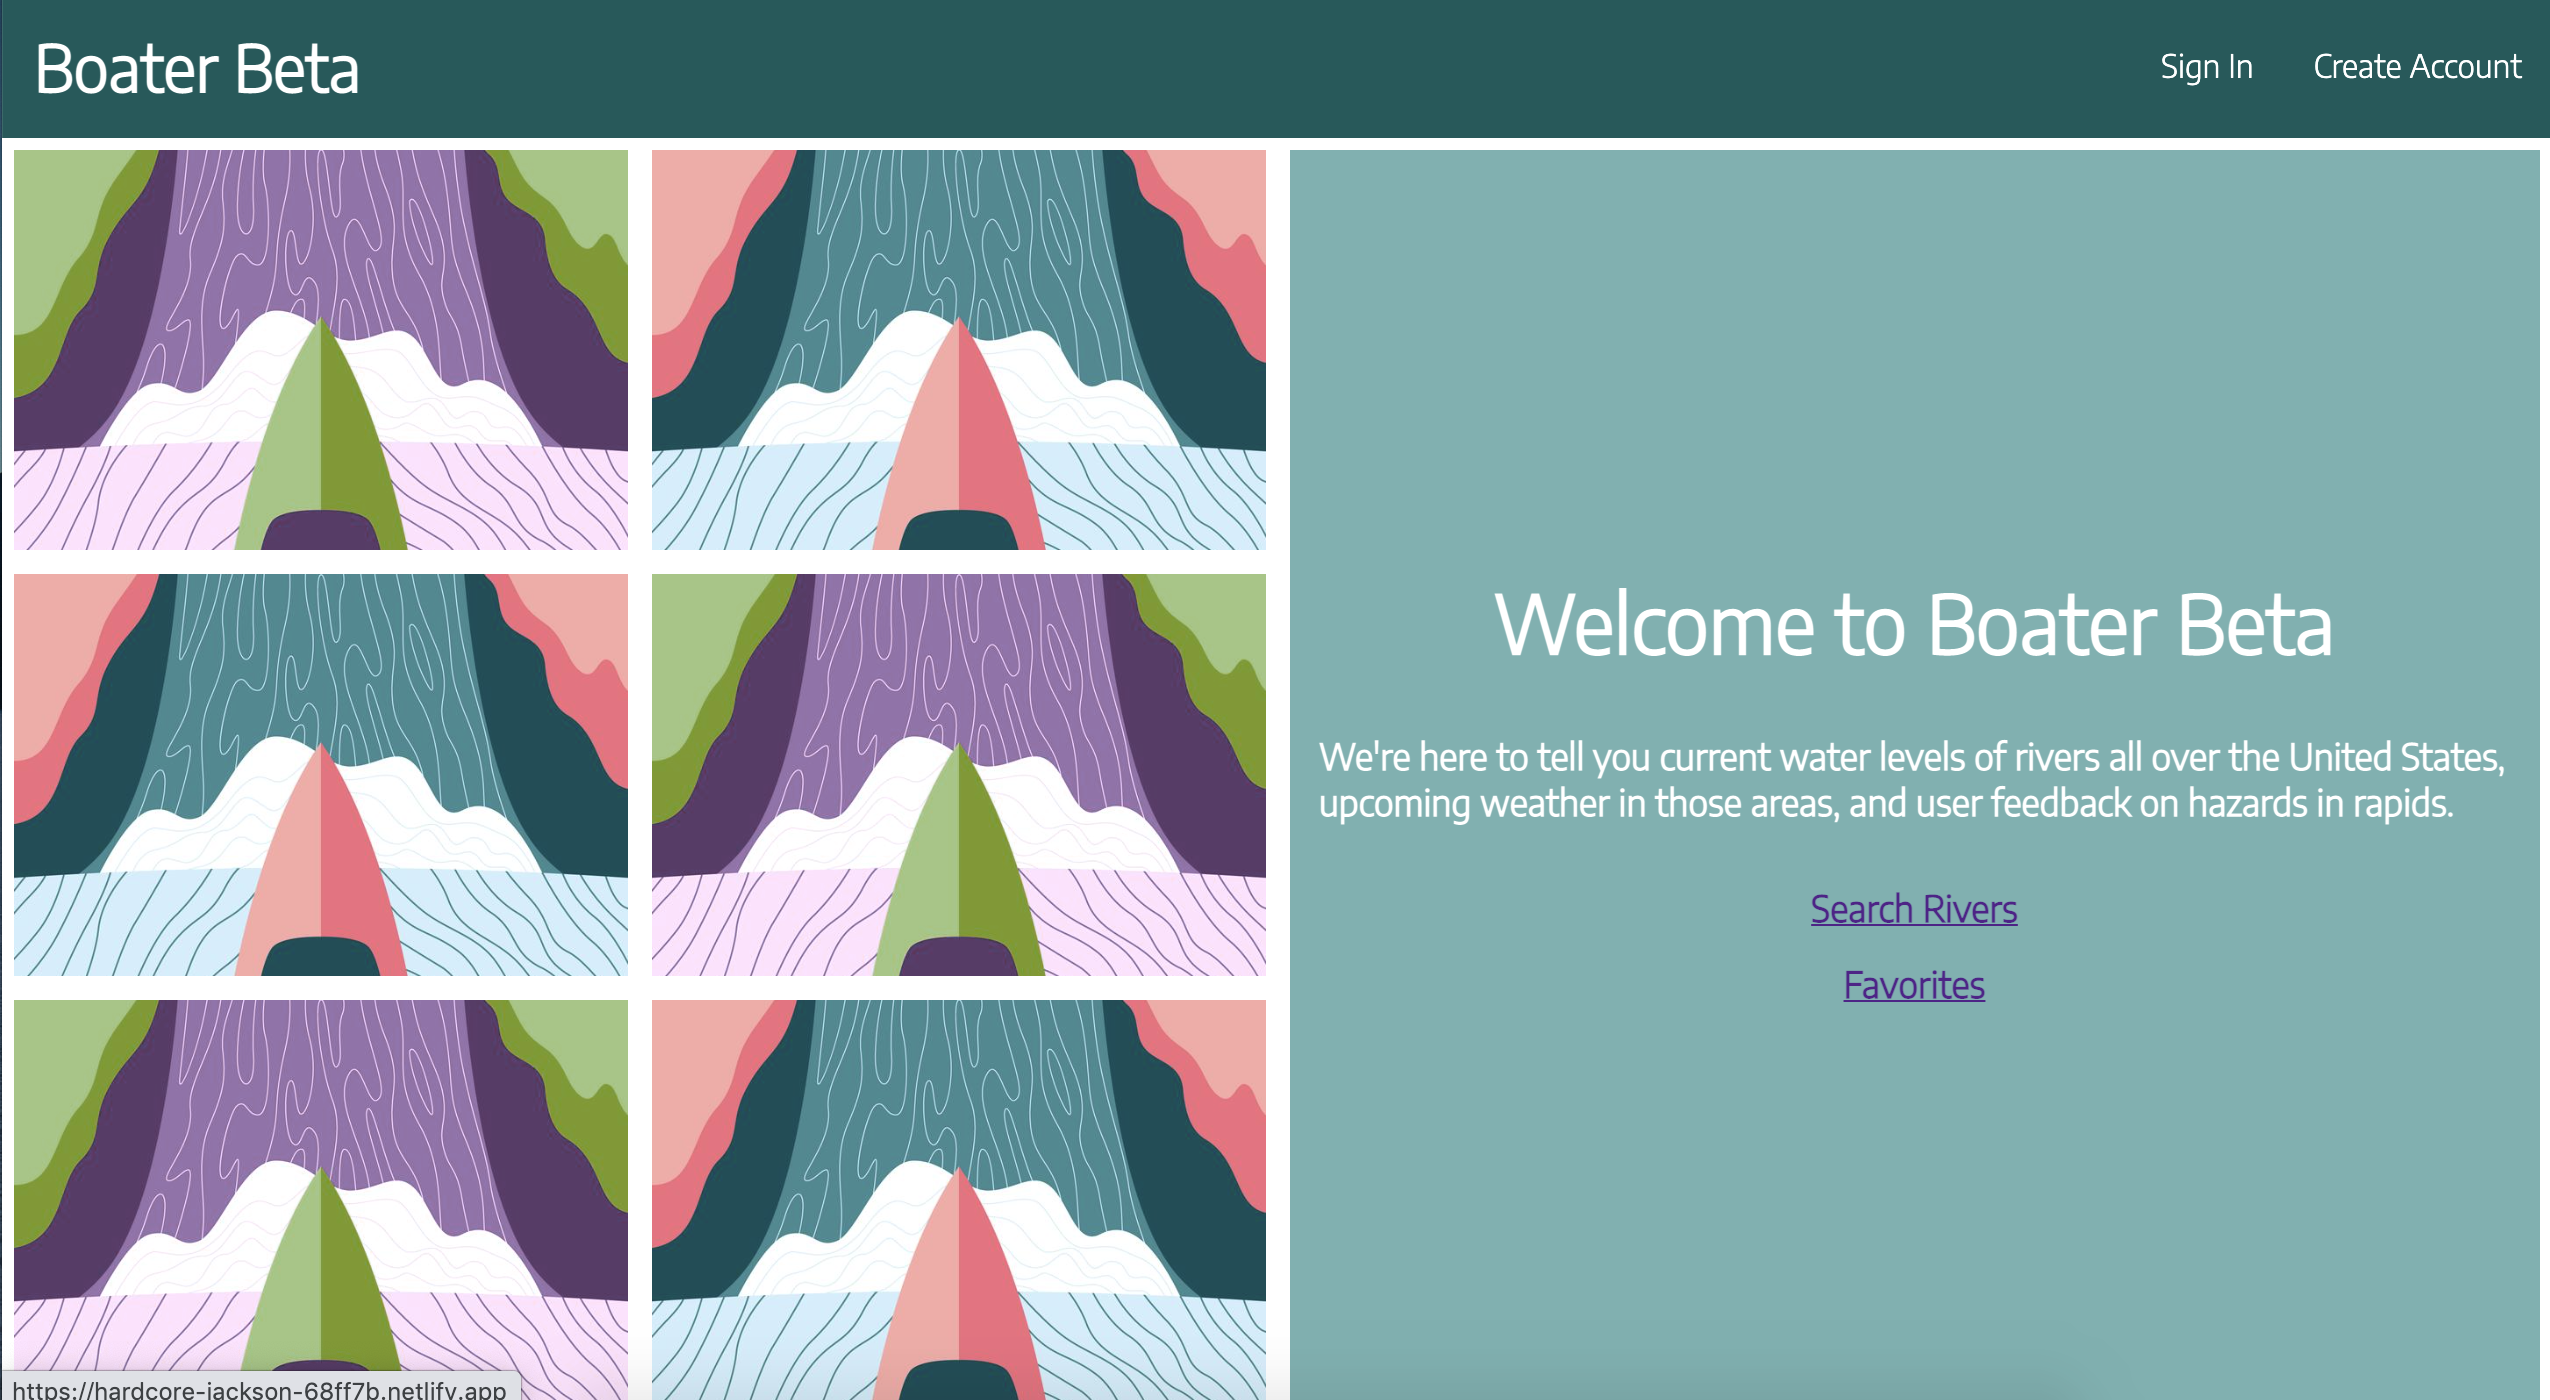 Boater Beta
Sign In
Create Account
Welcome to Boater Beta
We're here to tell you current water levels of rivers all over the United States,
upcoming weather in those areas, and user feedback on hazards in rapids.
Search Rivers
Favorites
https://hardcore-jackson-68ff7b.netlify.app